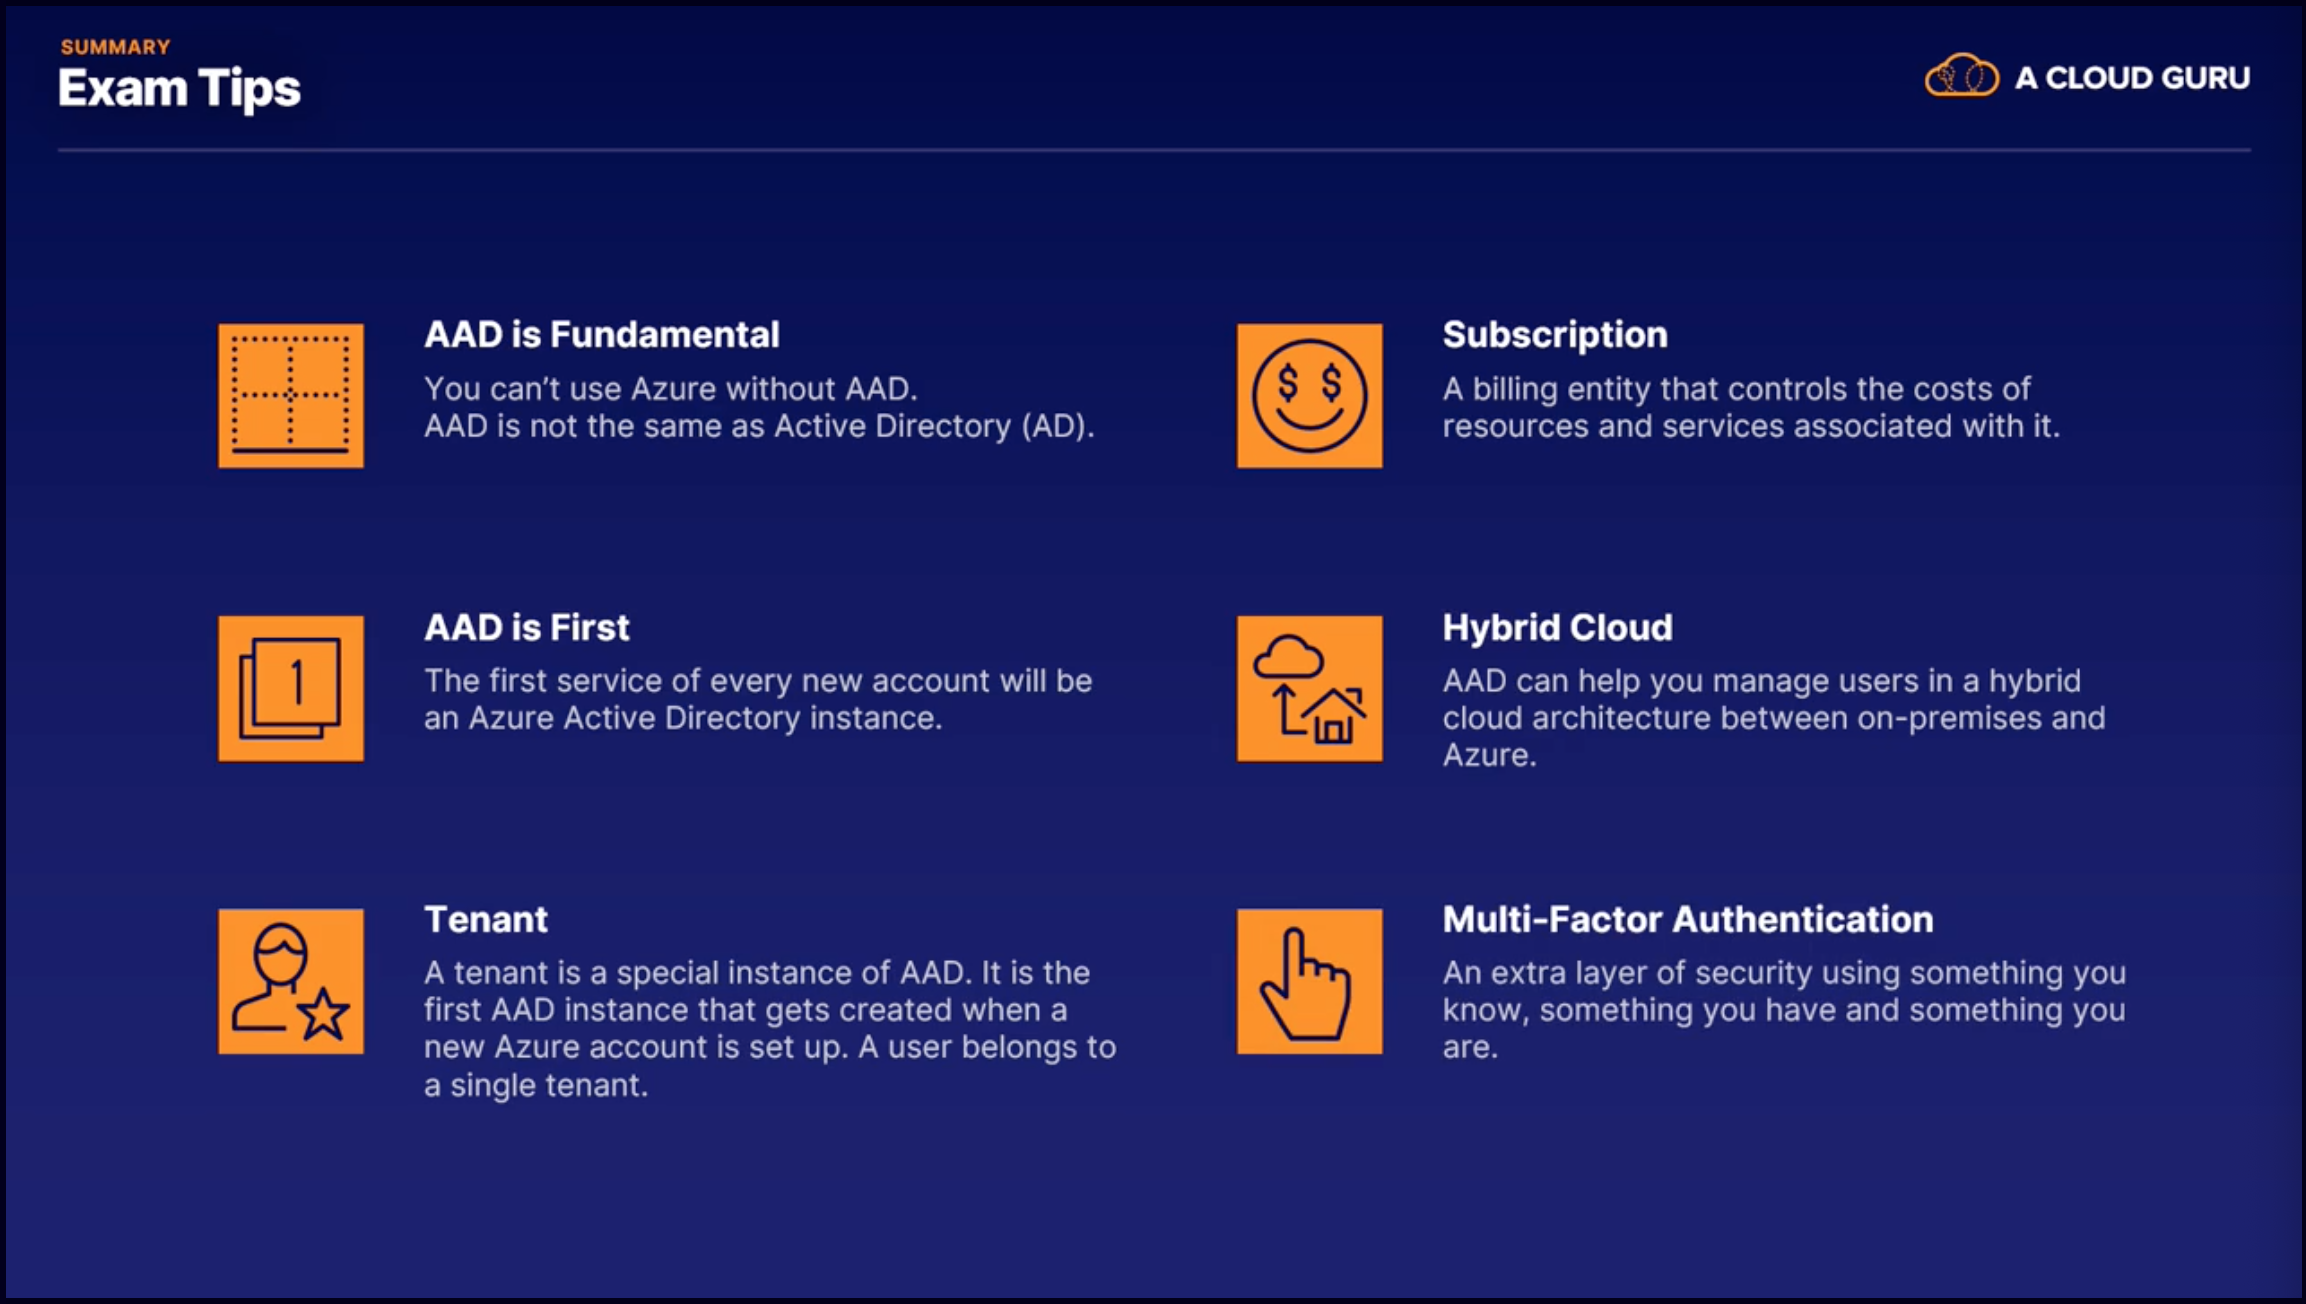 SUMMARY
Exam Tips
A CLOUD GURU
AAD is Fundamental
You can’t use Azure without AAD.
AAD is not the same as Active Directory (AD).
Subscription
$ $
A billing entity that controls the costs of
resources and services associated with it.
AAD is First
1
The first service of every new account will be
an Azure Active Directory instance.
Hybrid Cloud
AAD can help you manage users in a hybrid
cloud architecture between on-premises and
Azure.
Tenant
A tenant is a special instance of AAD. It is the
first AAD instance that gets created when a
new Azure account is set up. A user belongs to
a single tenant.
Multi-Factor Authentication
An extra layer of security using something you
know, something you have and something you
are.